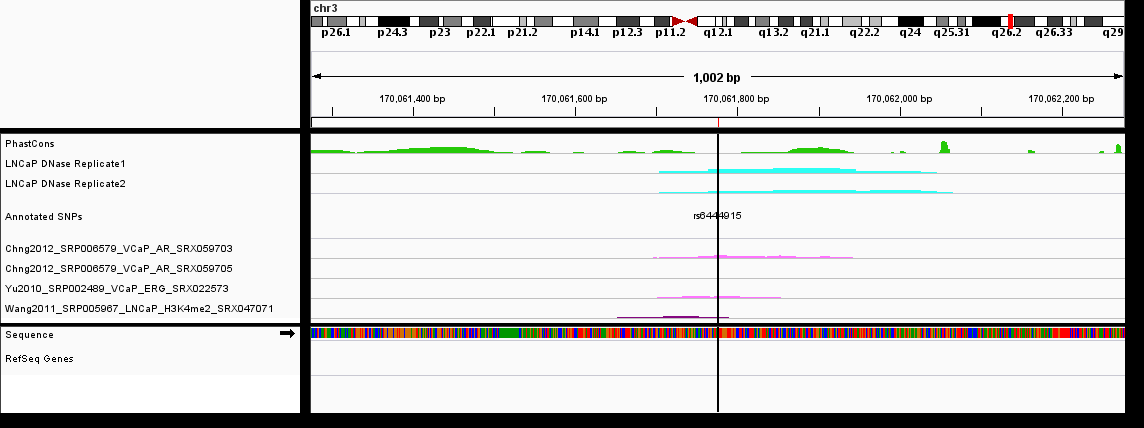 chr3
p26.1 p24.3 p23 p22.1 p21.2 p14.1 p12.3 p11.2 q12.1 q13.2 q21.1 q22.2 q24 q25.31 q26.2 q26.33 q29
1,002 bp
170,061,400 bp 170,061,600 bp 170,061,800 bp 170,062,000 bp 170,062,200 bp
PhastCons
LNCaP DNase Replicate1
LNCaP DNase Replicate2
Annotated SNPs
rs6444915
Chng2012_SRP006579_VCaP_AR_SRX059703
Chng2012_SRP006579_VCaP_AR_SRX059705
Yu2010_SRP002489_VCaP_ERG_SRX022573
Wang2011_SRP005967_LNCaP_H3K4me2_SRX047071
Sequence
RefSeq Genes